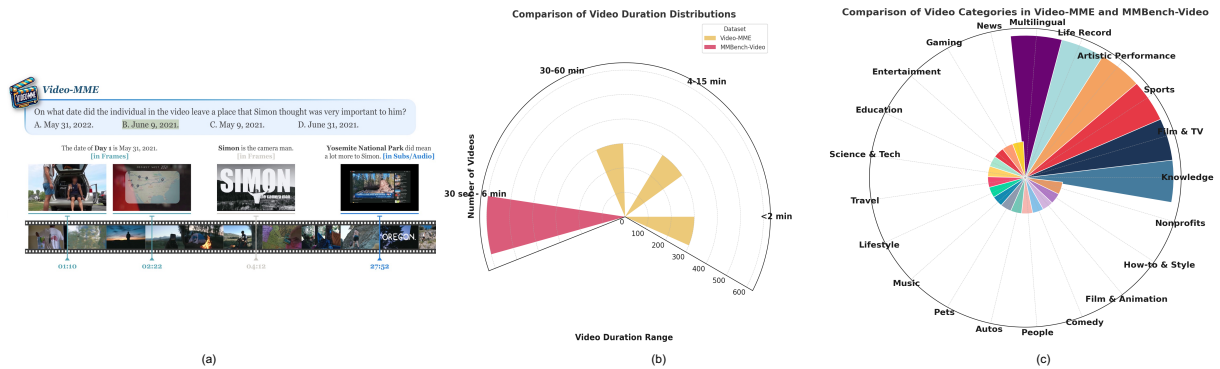 Video-MME
On what date did the individual in the video leave a place that Simon thought was very important to him?
A. May 31, 2022. B. June 9, 2021. C. May 9, 2021. D. June 31, 2021.
The date of Day 1 is May 31, 2021.
[in Frames]
Simon is the camera man.
[in Frames]
Yosemite National Park did mean
a lot more to Simon. [in Subs/Audio]
SIMON
OREGON.
01:10
02:22
04:12
27:52
(a)
Comparison of Video Duration Distributions
Dataset
Video-MME
MMBench-Video
30-60 min
4-15 min
30 sec - 6 min
<2 min
Number of Videos
0
100
200
300
400
500
600
Video Duration Range
(b)
Comparison of Video Categories in Video-MME and MMBench-Video
Multilingual
Life Record
Artistic Performance
Sports
Film & TV
Knowledge
Nonprofits
How-to & Style
Film & Animation
Comedy
People
Autos
Pets
Music
Lifestyle
Travel
Science & Tech
Education
Entertainment
Gaming
News
(c)